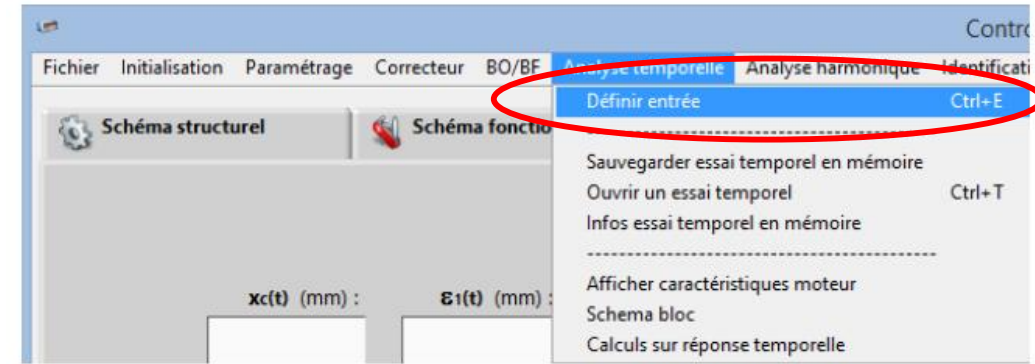 Contro
Fichier Initialisation Paramétrage Correcteur BO/BF Analyse temporelle Analyse harmonique Identificati
Définir entrée Ctrl+E
Schéma structurel Schéma fonctio
Sauvegarder essai temporel en mémoire
Ouvrir un essai temporel Ctrl+T
Infos essai temporel en mémoire
Afficher caractéristiques moteur
xc(t) (mm) : ε1(t) (mm) :
Schema bloc
Calculs sur réponse temporelle